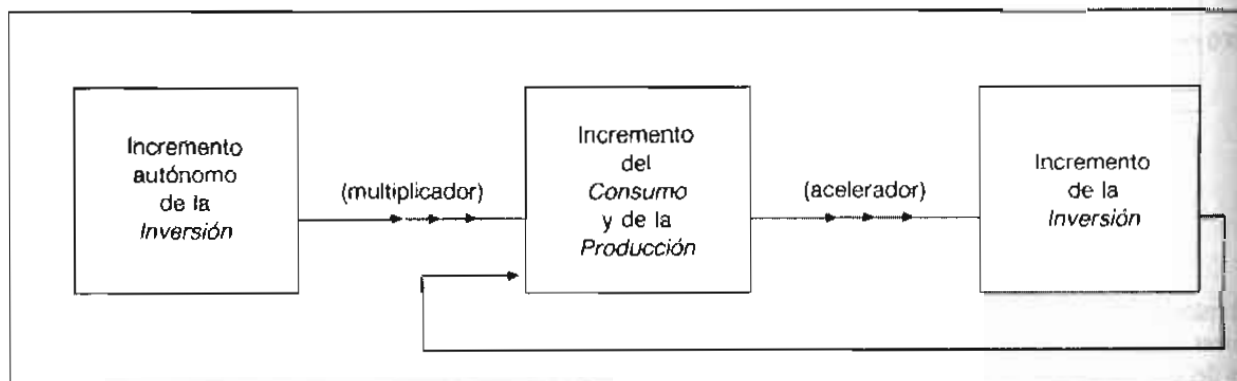 Incremento
autónomo
de la
Inversión
(multiplicador)
Incremento
del
Consumo
y de la
Producción
(acelerador)
Incremento
de la
Inversión